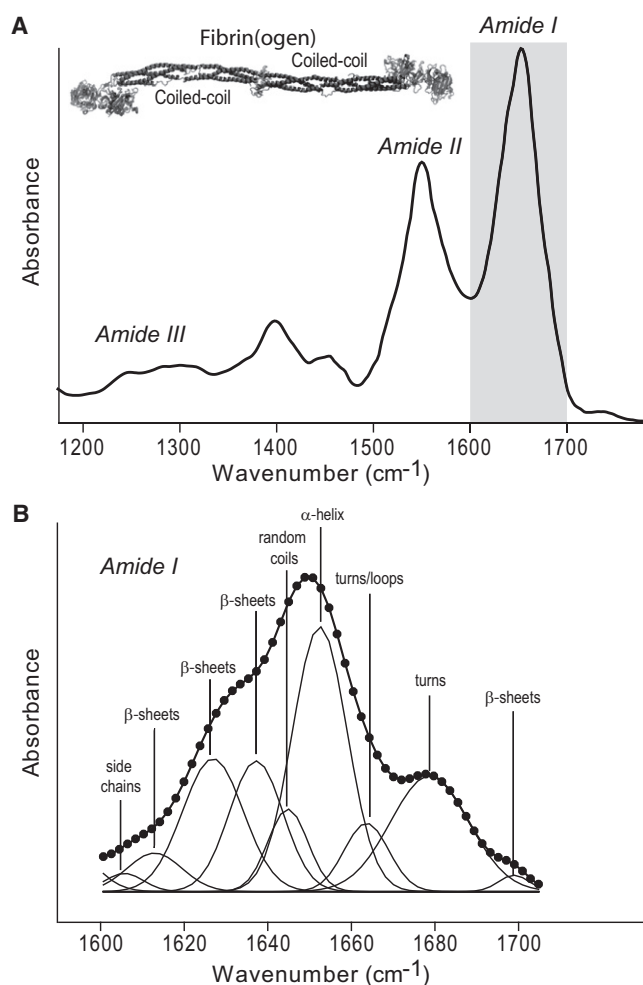 A
Fibrin(ogen)
Coiled-coil
Coiled-coil
Amide I
Amide II
Amide III
Absorbance
1200 1300 1400 1500 1600 1700
Wavenumber (cm-1)
B
Amide I
α-helix
random
coils
turns/loops
β-sheets
β-sheets
turns
β-sheets
β-sheets
side
chains
Absorbance
1600 1620 1640 1660 1680 1700
Wavenumber (cm-1)